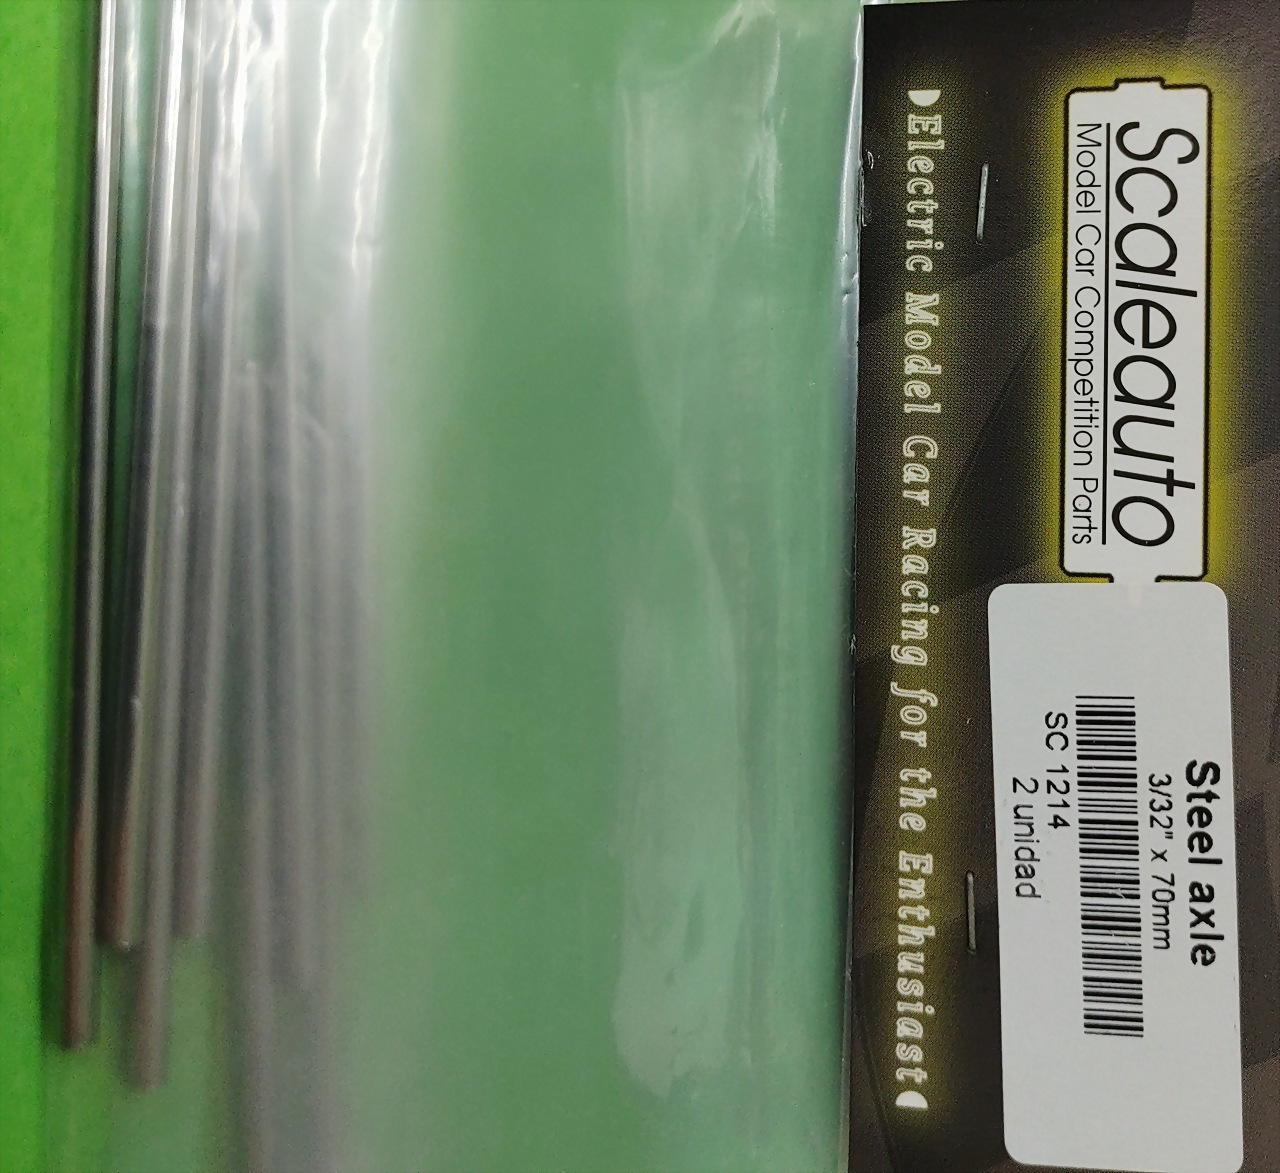 Scaleauto
Model Car Competition Parts
Steel axle
3/32" x 70mm
SC 1214
2 unidad
Electric Model Car Racing for the Enthusiast